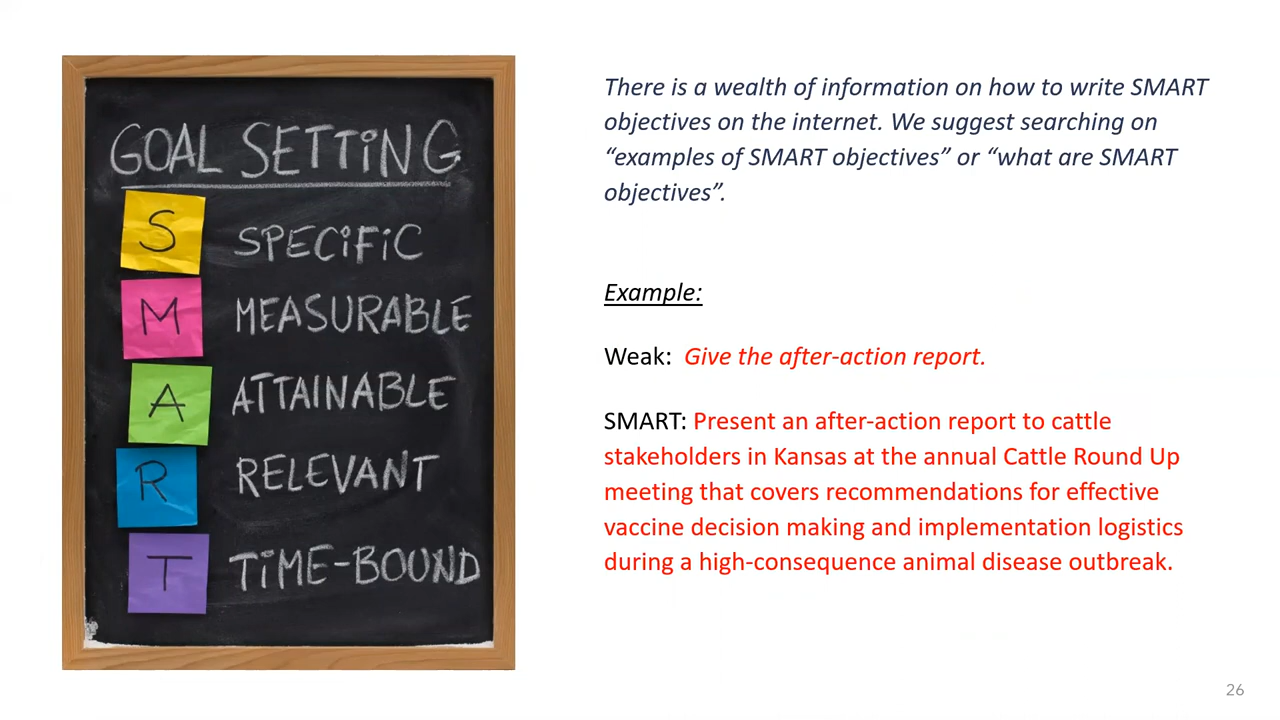 GOAL SETTING
S SPECIFIC
M MEASURABLE
A ATTAINABLE
R RELEVANT
T TIME-BOUND
There is a wealth of information on how to write SMART
objectives on the internet. We suggest searching on
“examples of SMART objectives” or “what are SMART
objectives”.
Example:
Weak: Give the after-action report.
SMART: Present an after-action report to cattle
stakeholders in Kansas at the annual Cattle Round Up
meeting that covers recommendations for effective
vaccine decision making and implementation logistics
during a high-consequence animal disease outbreak.
26